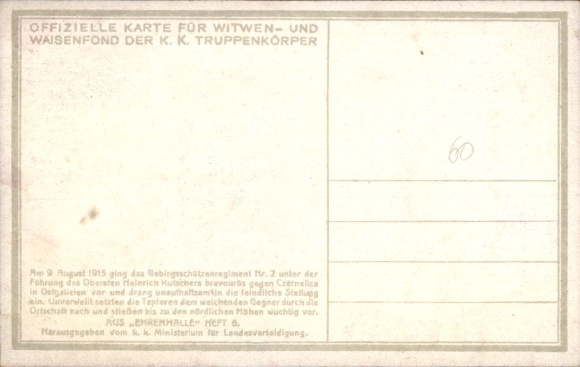 OFFIZIELLE KARTE FÜR WITWEN- UND
WAISENFOND DER K. K. TRUPPENKÖRPER
60
Am 9. August 1915 ging das Gebirgsschützenregiment Nr. 2 unter der
Führung des Obersten Heinrich Kutschera bravourös gegen Czernelica
in Ostgalizien vor und drang unaufhaltsam in die feindliche Stellung
ein. Unverweilt setzten die Tapferen dem weichenden Gegner durch die
Ortschaft nach und stießen bis zu den nördlichen Höhen wuchtig vor.
AUS „EHRENHALLE" HEFT 6.
Herausgegeben vom k. k. Ministerium für Landesverteidigung.